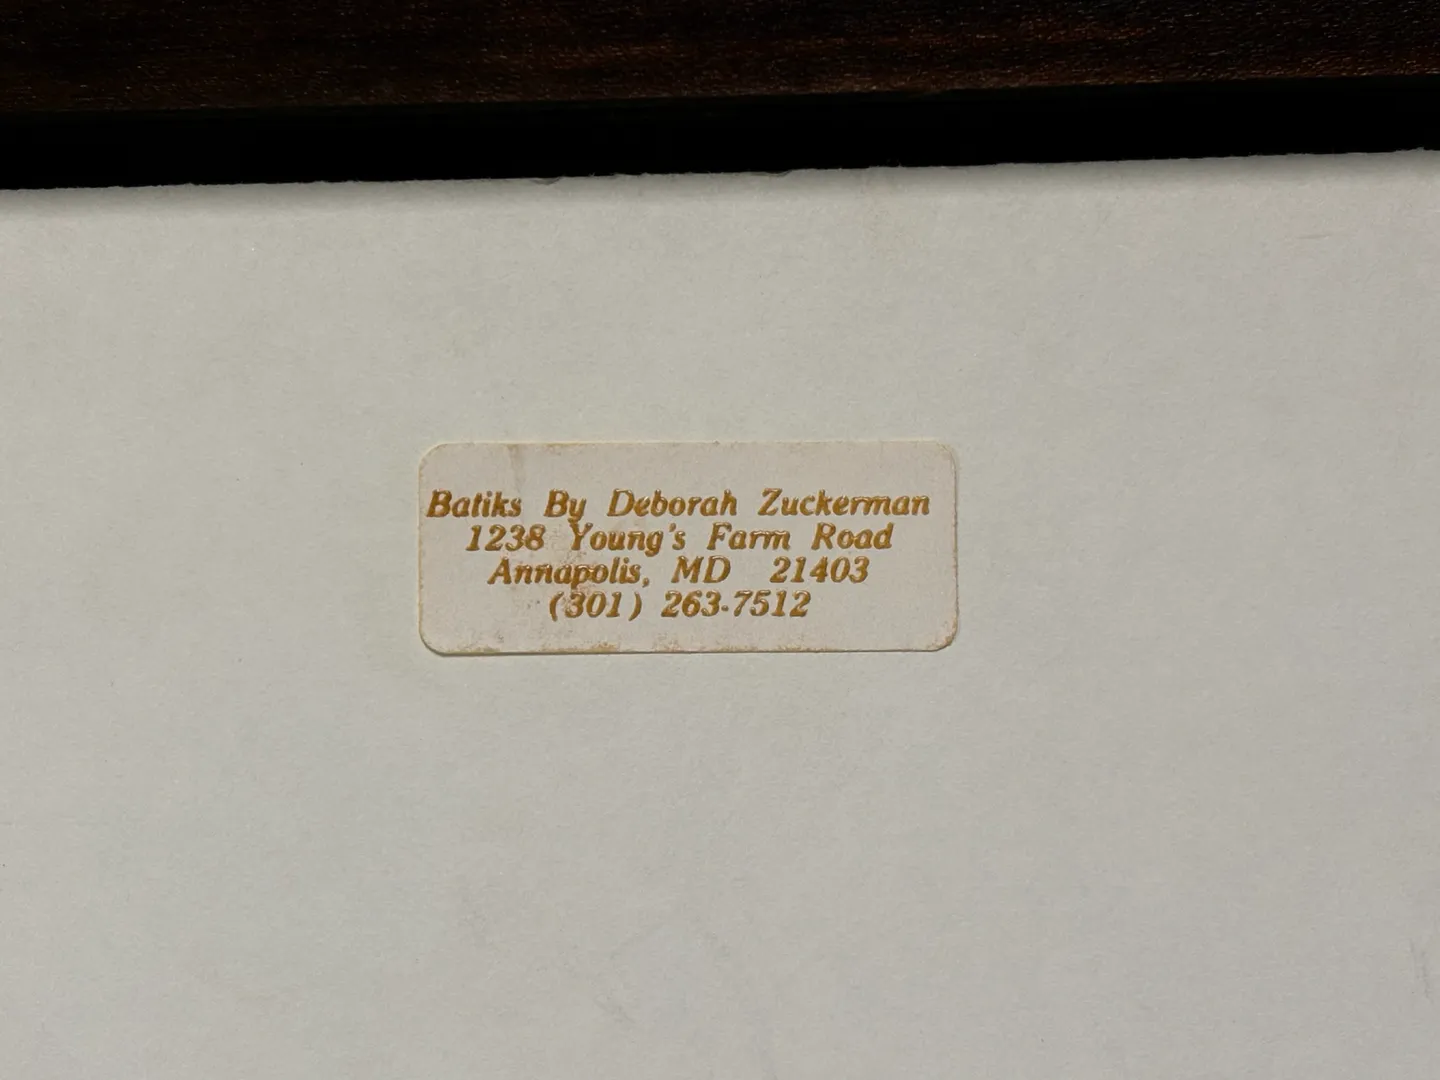 Batiks By Deborah Zuckerman
1238 Young's Farm Road
Annapolis, MD 21403
(301) 263-7512